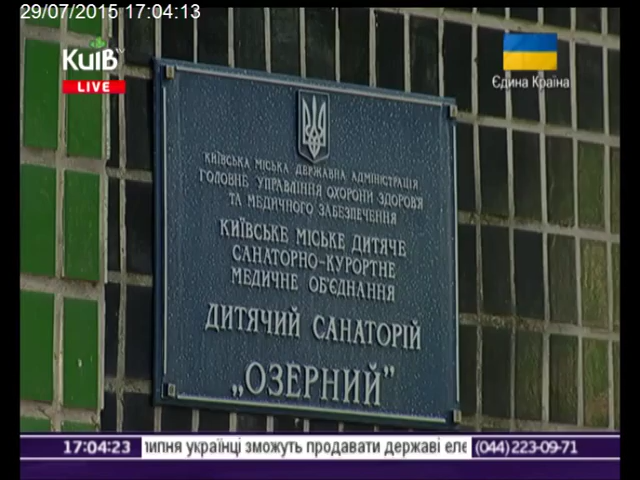 29/07/2015 17:04:13
КиЇВ TV
LIVE
Єдина Країна
КИЇВСЬКА МІСЬКА ДЕРЖАВНА АДМІНІСТРАЦІЯ
ГОЛОВНЕ УПРАВЛІННЯ ОХОРОНИ ЗДОРОВ'Я
ТА МЕДИЧНОГО ЗАБЕЗПЕЧЕННЯ
КИЇВСЬКЕ МІСЬКЕ ДИТЯЧЕ
САНАТОРНО-КУРОРТНЕ
МЕДИЧНЕ ОБ'ЄДНАННЯ
ДИТЯЧИЙ САНАТОРІЙ
„ОЗЕРНИЙ”
17:04:23 липня українці зможуть продавати державі еле (044) 223-09-71